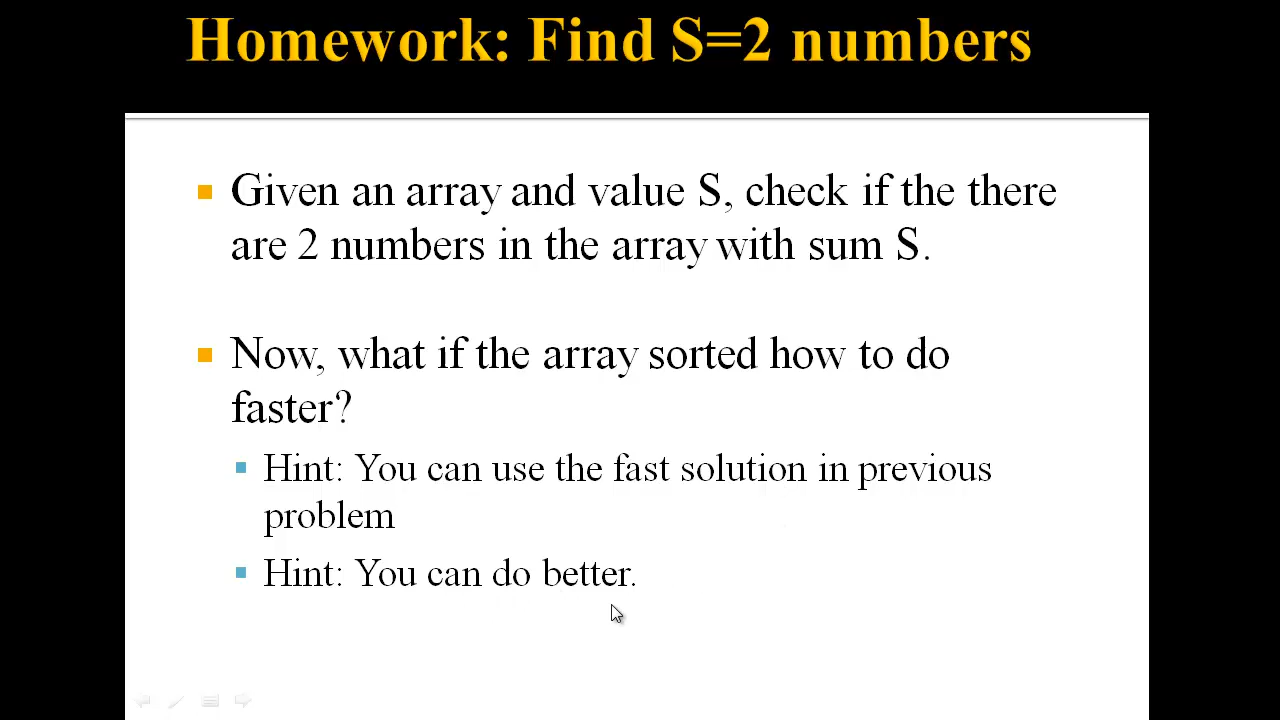 Homework: Find S=2 numbers
Given an array and value S, check if the there
are 2 numbers in the array with sum S.
Now, what if the array sorted how to do
faster?
Hint: You can use the fast solution in previous
problem
Hint: You can do better.